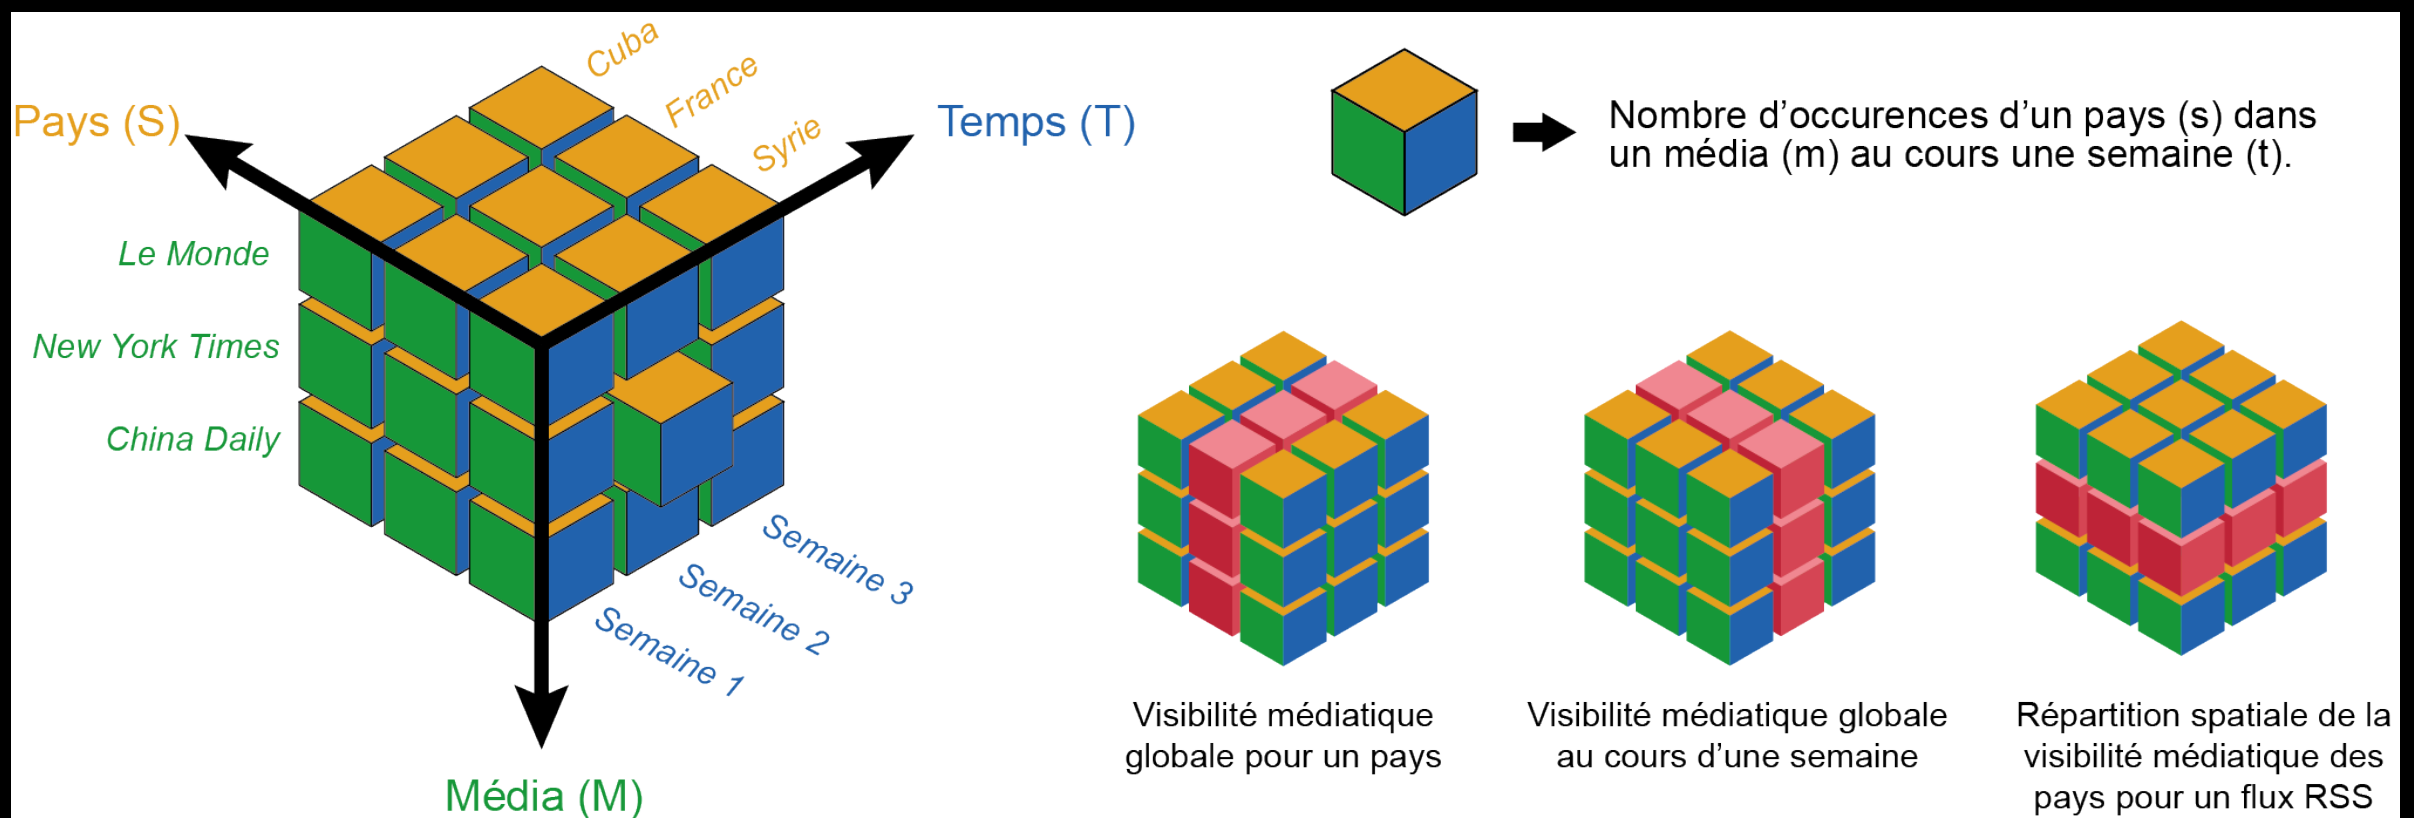 Cuba
France
Syrie
Pays (S)
Temps (T)
Le Monde
New York Times
China Daily
Semaine 3
Semaine 2
Semaine 1
Média (M)
Nombre d’occurences d’un pays (s) dans
un média (m) au cours une semaine (t).
Visibilité médiatique
globale pour un pays
Visibilité médiatique globale
au cours d’une semaine
Répartition spatiale de la
visibilité médiatique des
pays pour un flux RSS